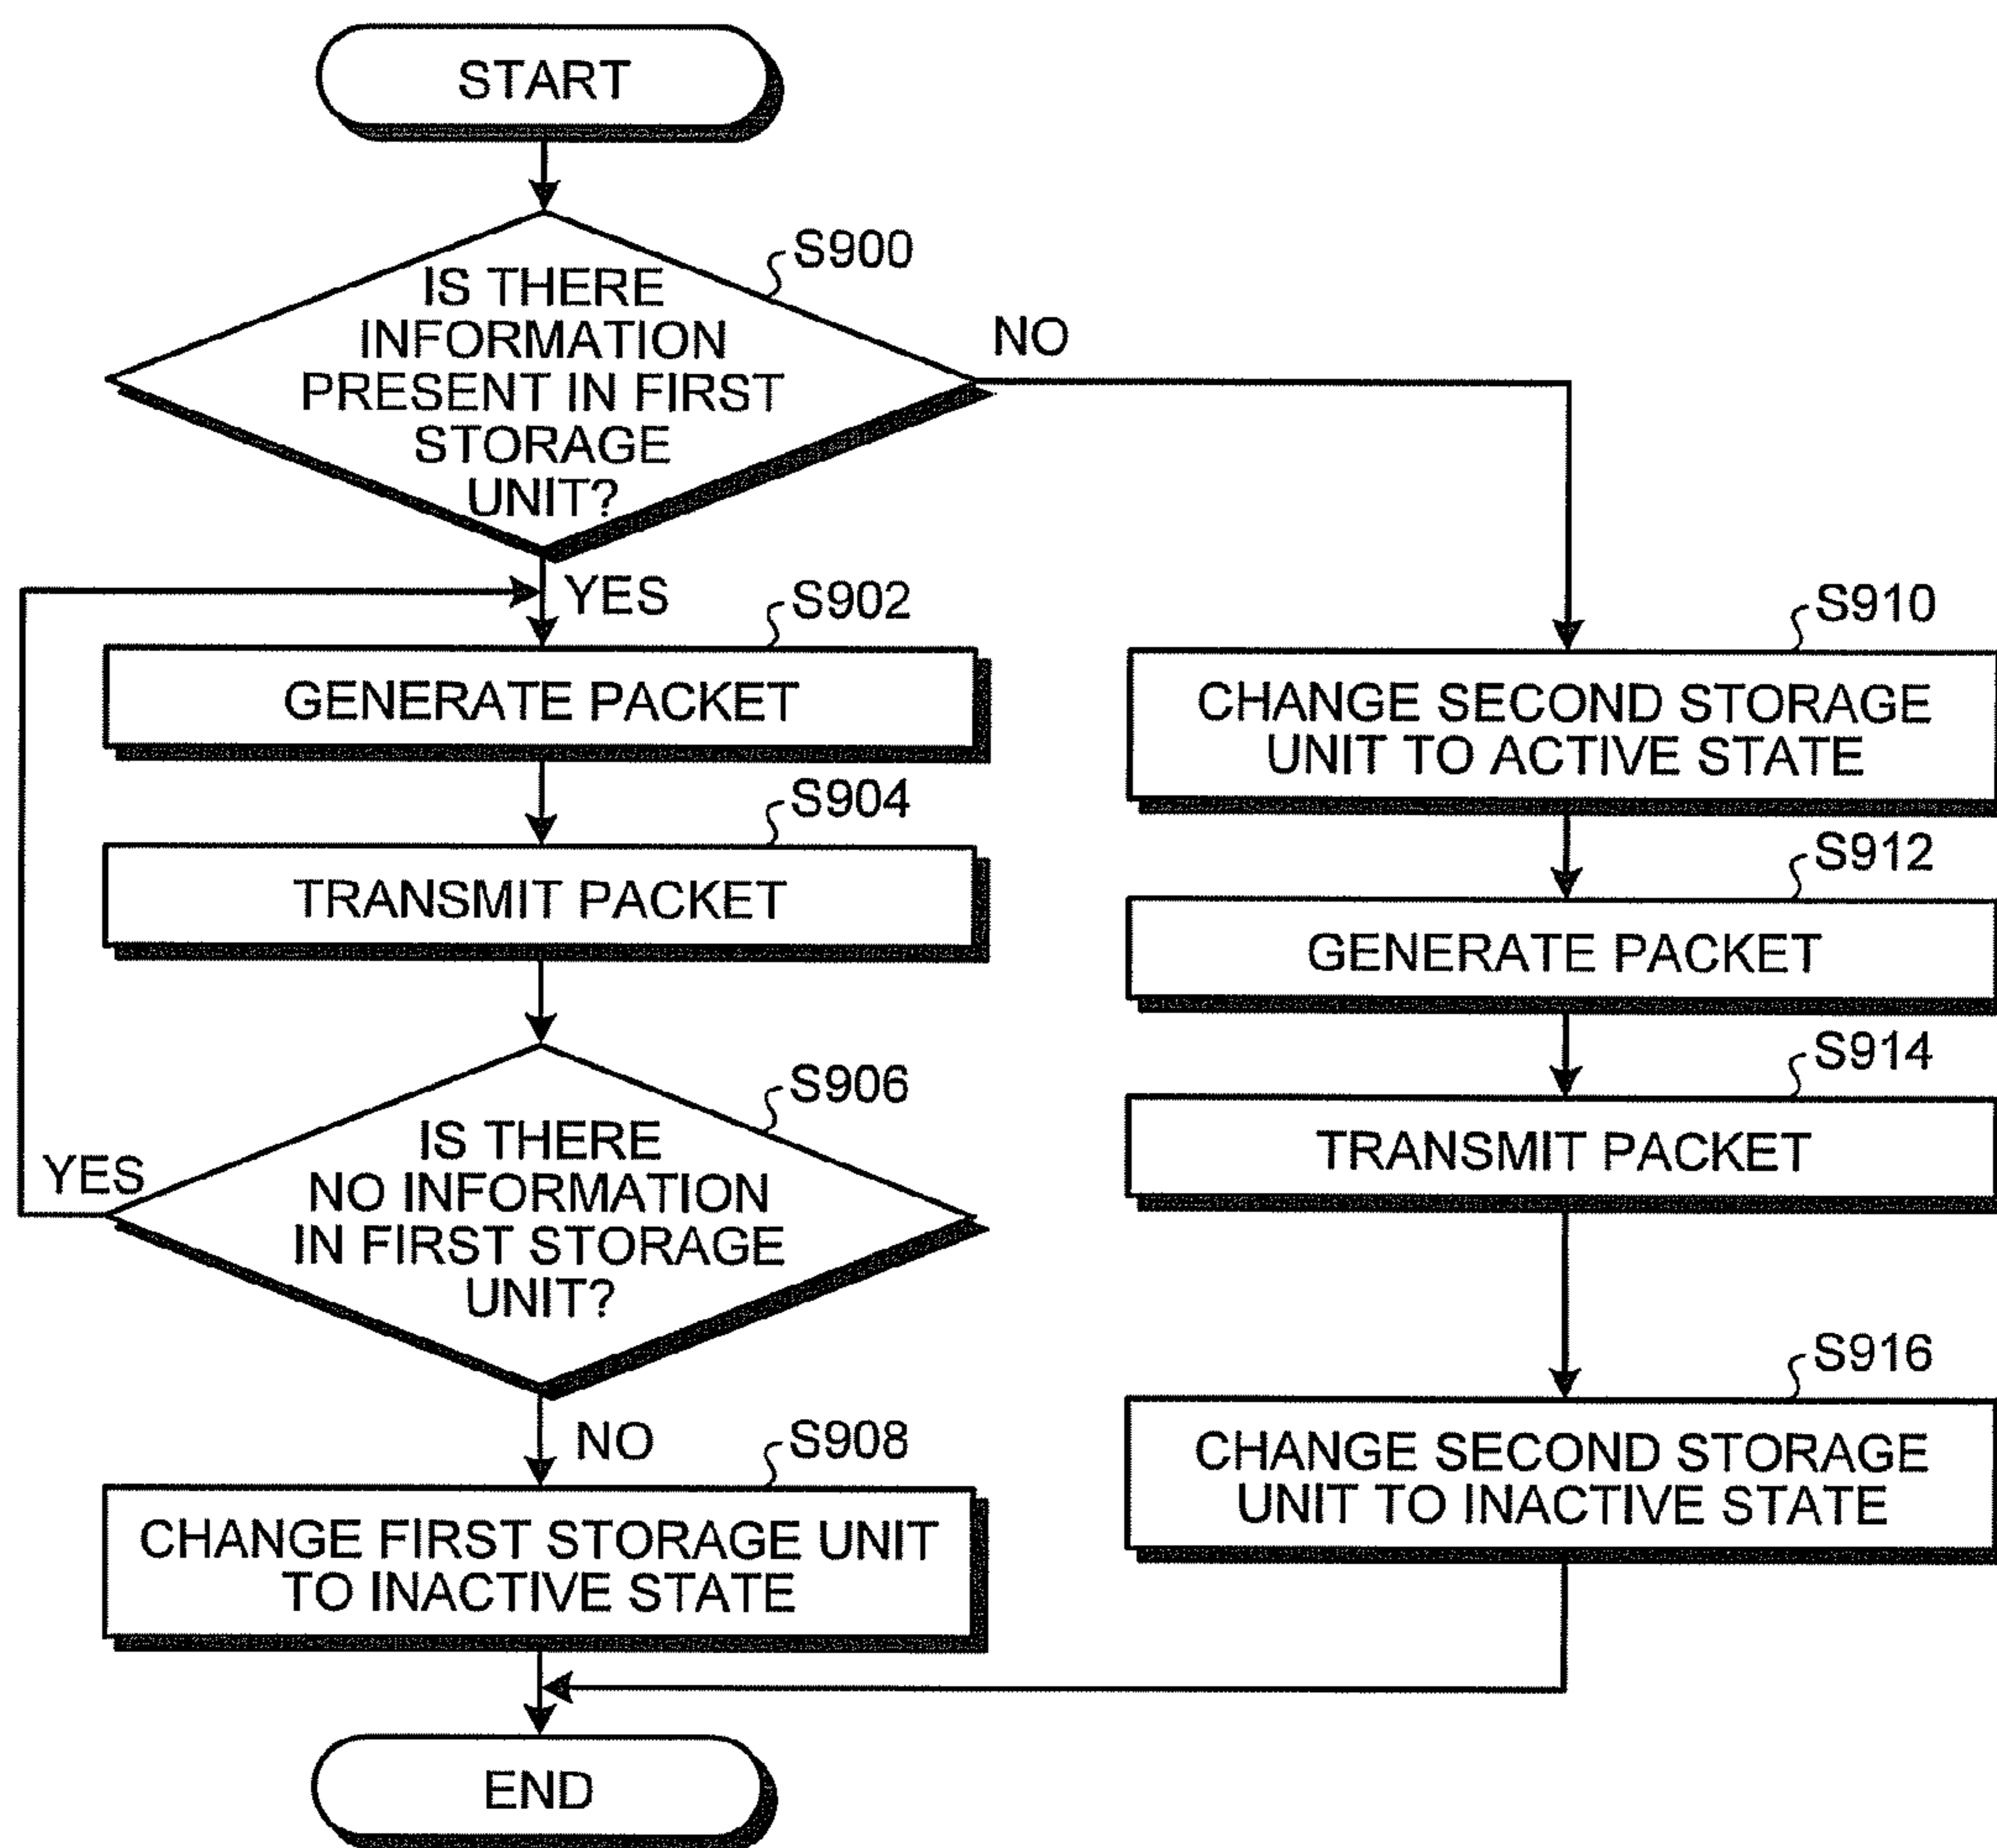 START
S900
IS THERE
INFORMATION
PRESENT IN FIRST
STORAGE
UNIT?
NO
YES
S902
GENERATE PACKET
S904
TRANSMIT PACKET
S906
IS THERE
NO INFORMATION
IN FIRST STORAGE
UNIT?
YES
NO
S908
CHANGE FIRST STORAGE UNIT
TO INACTIVE STATE
S910
CHANGE SECOND STORAGE
UNIT TO ACTIVE STATE
S912
GENERATE PACKET
S914
TRANSMIT PACKET
S916
CHANGE SECOND STORAGE
UNIT TO INACTIVE STATE
END